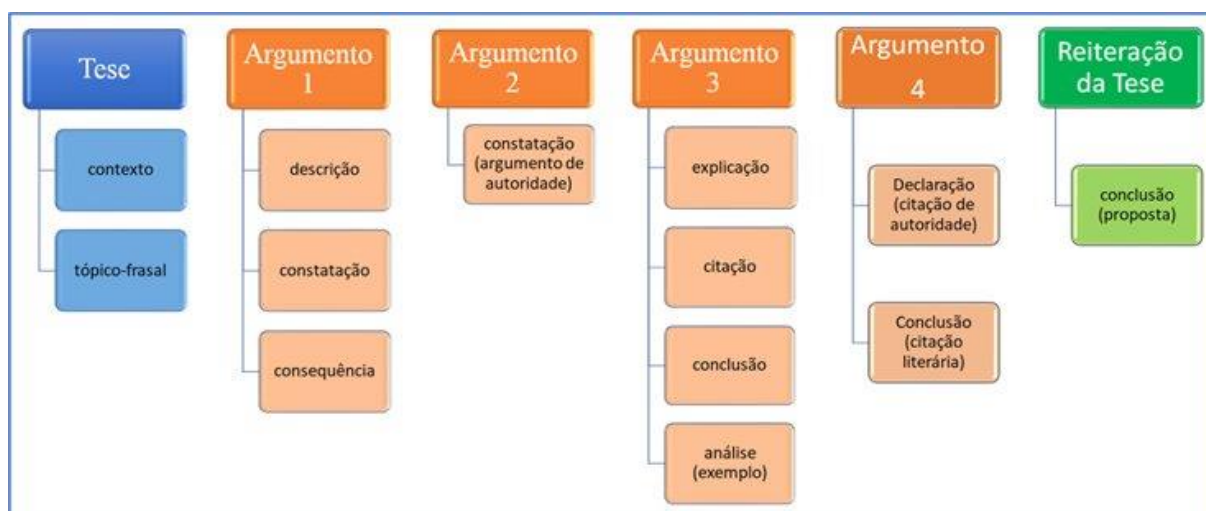 Tese
contexto
tópico-frasal
Argumento
1
descrição
constatação
consequência
Argumento
2
constatação
(argumento de
autoridade)
Argumento
3
explicação
citação
conclusão
análise
(exemplo)
Argumento
4
Declaração
(citação de
autoridade)
Conclusão
(citação
literária)
Reiteração
da Tese
conclusão
(proposta)